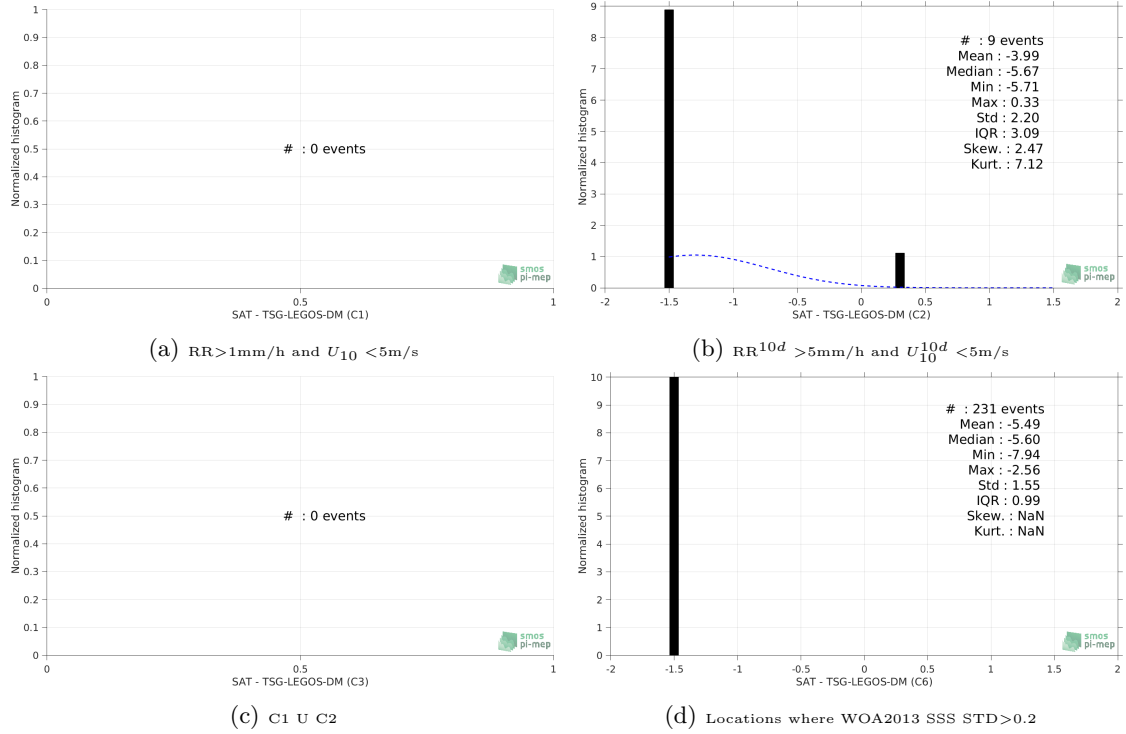 1
0.9
0.8
0.7
0.6
0.5
0.4
0.3
0.2
0.1
0
Normalized histogram
# : 0 events
smos
pi-mep
0 0.5 1
SAT - TSG-LEGOS-DM (C1)
(a) RR>1mm/h and U10 <5m/s
9
8
7
6
5
4
3
2
1
0
Normalized histogram
# : 9 events
Mean : -3.99
Median : -5.67
Min : -5.71
Max : 0.33
Std : 2.20
IQR : 3.09
Skew. : 2.47
Kurt. : 7.12
smos
pi-mep
-2 -1.5 -1 -0.5 0 0.5 1 1.5 2
SAT - TSG-LEGOS-DM (C2)
(b) RR10d >5mm/h and U10d10 <5m/s
1
0.9
0.8
0.7
0.6
0.5
0.4
0.3
0.2
0.1
0
Normalized histogram
# : 0 events
smos
pi-mep
0 0.5 1
SAT - TSG-LEGOS-DM (C3)
(c) C1 U C2
10
9
8
7
6
5
4
3
2
1
0
Normalized histogram
# : 231 events
Mean : -5.49
Median : -5.60
Min : -7.94
Max : -2.56
Std : 1.55
IQR : 0.99
Skew. : NaN
Kurt. : NaN
smos
pi-mep
-2 -1.5 -1 -0.5 0 0.5 1 1.5 2
SAT - TSG-LEGOS-DM (C6)
(d) Locations where WOA2013 SSS STD>0.2